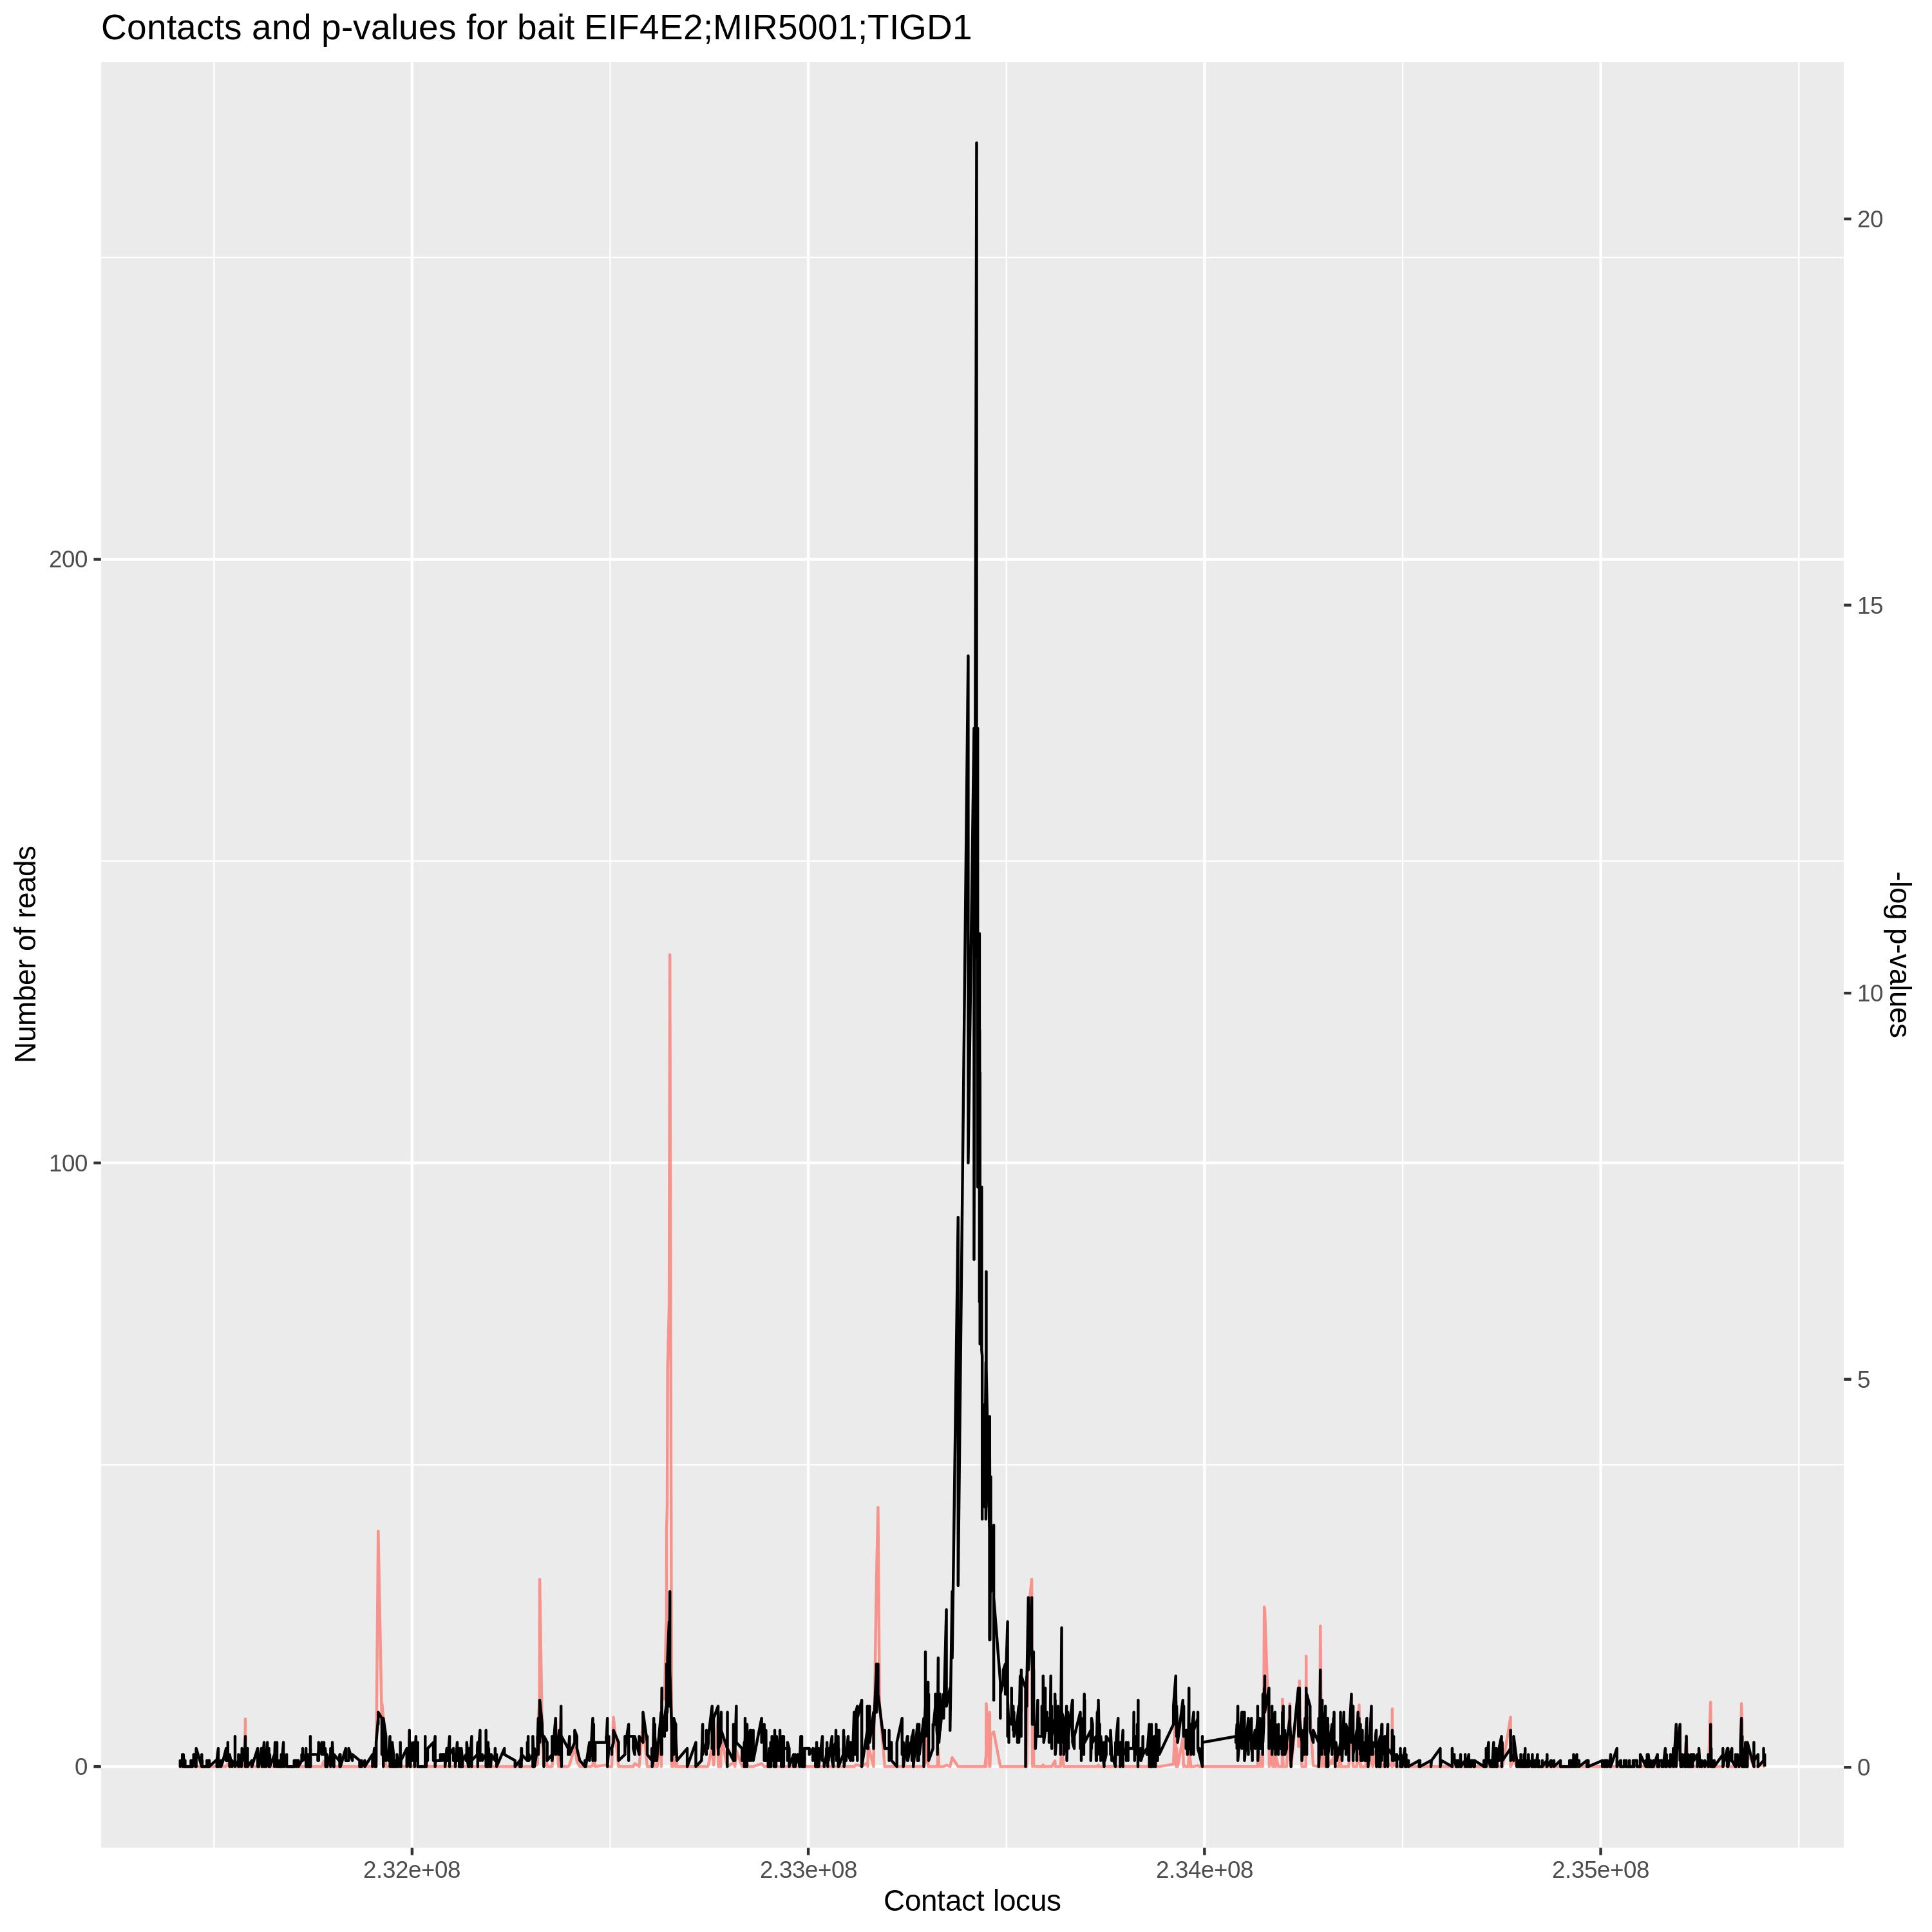 Contacts and p-values for bait EIF4E2;MIR5001;TIGD1
Number of reads
200
100
0
20
15
10
5
0
-log p-values
2.32e+08
2.33e+08
2.34e+08
2.35e+08
Contact locus